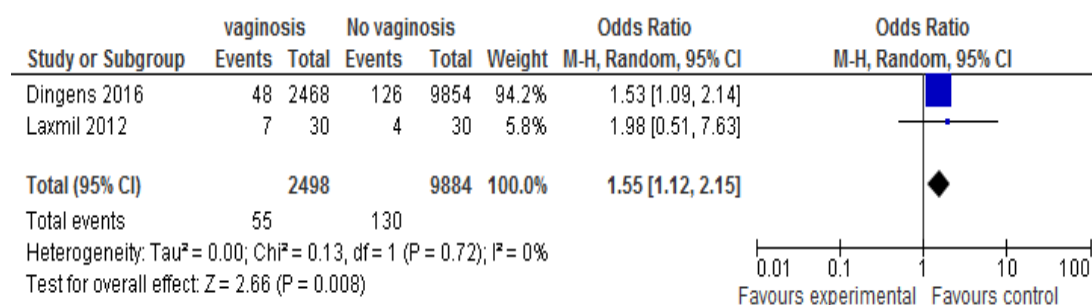 vaginosis No vaginosis Odds Ratio Odds Ratio
Study or Subgroup Events Total Events Total Weight M-H, Random, 95% CI M-H, Random, 95% CI
Dingens 2016 48 2468 126 9854 94.2% 1.53 [1.09, 2.14]
Laxmil 2012 7 30 4 30 5.8% 1.98 [0.51, 7.63]
Total (95% CI) 2498 9884 100.0% 1.55 [1.12, 2.15]
Total events 55 130
Heterogeneity: Tau² = 0.00; Chi² = 0.13, df = 1 (P = 0.72); I² = 0%
Test for overall effect: Z = 2.66 (P = 0.008)
0.01 0.1 1 10 100
Favours experimental Favours control